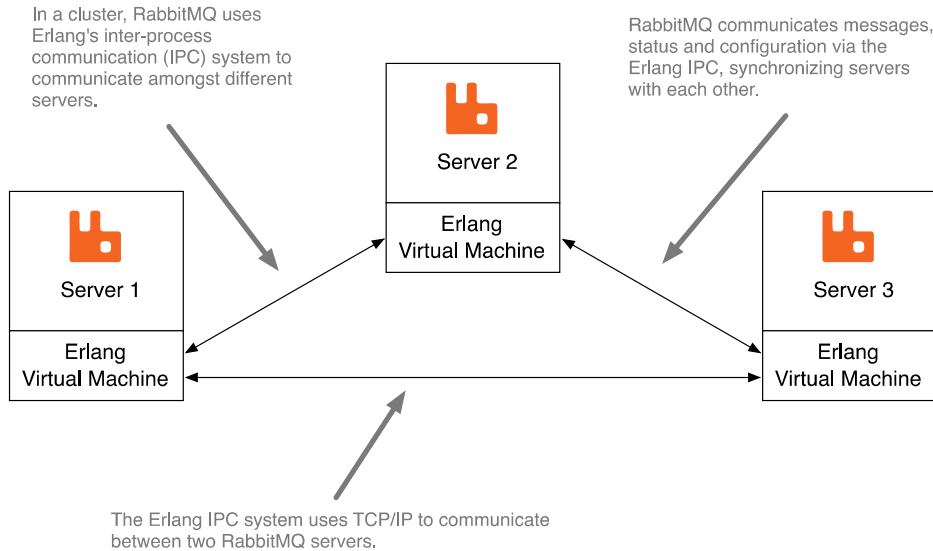 In a cluster, RabbitMQ uses
Erlang's inter-process
communication (IPC) system to
communicate amongst different
servers.
RabbitMQ communicates messages,
status and configuration via the
Erlang IPC, synchronizing servers
with each other.
Server 2
Erlang
Virtual Machine
Server 1
Erlang
Virtual Machine
Server 3
Erlang
Virtual Machine
The Erlang IPC system uses TCP/IP to communicate
between two RabbitMQ servers,